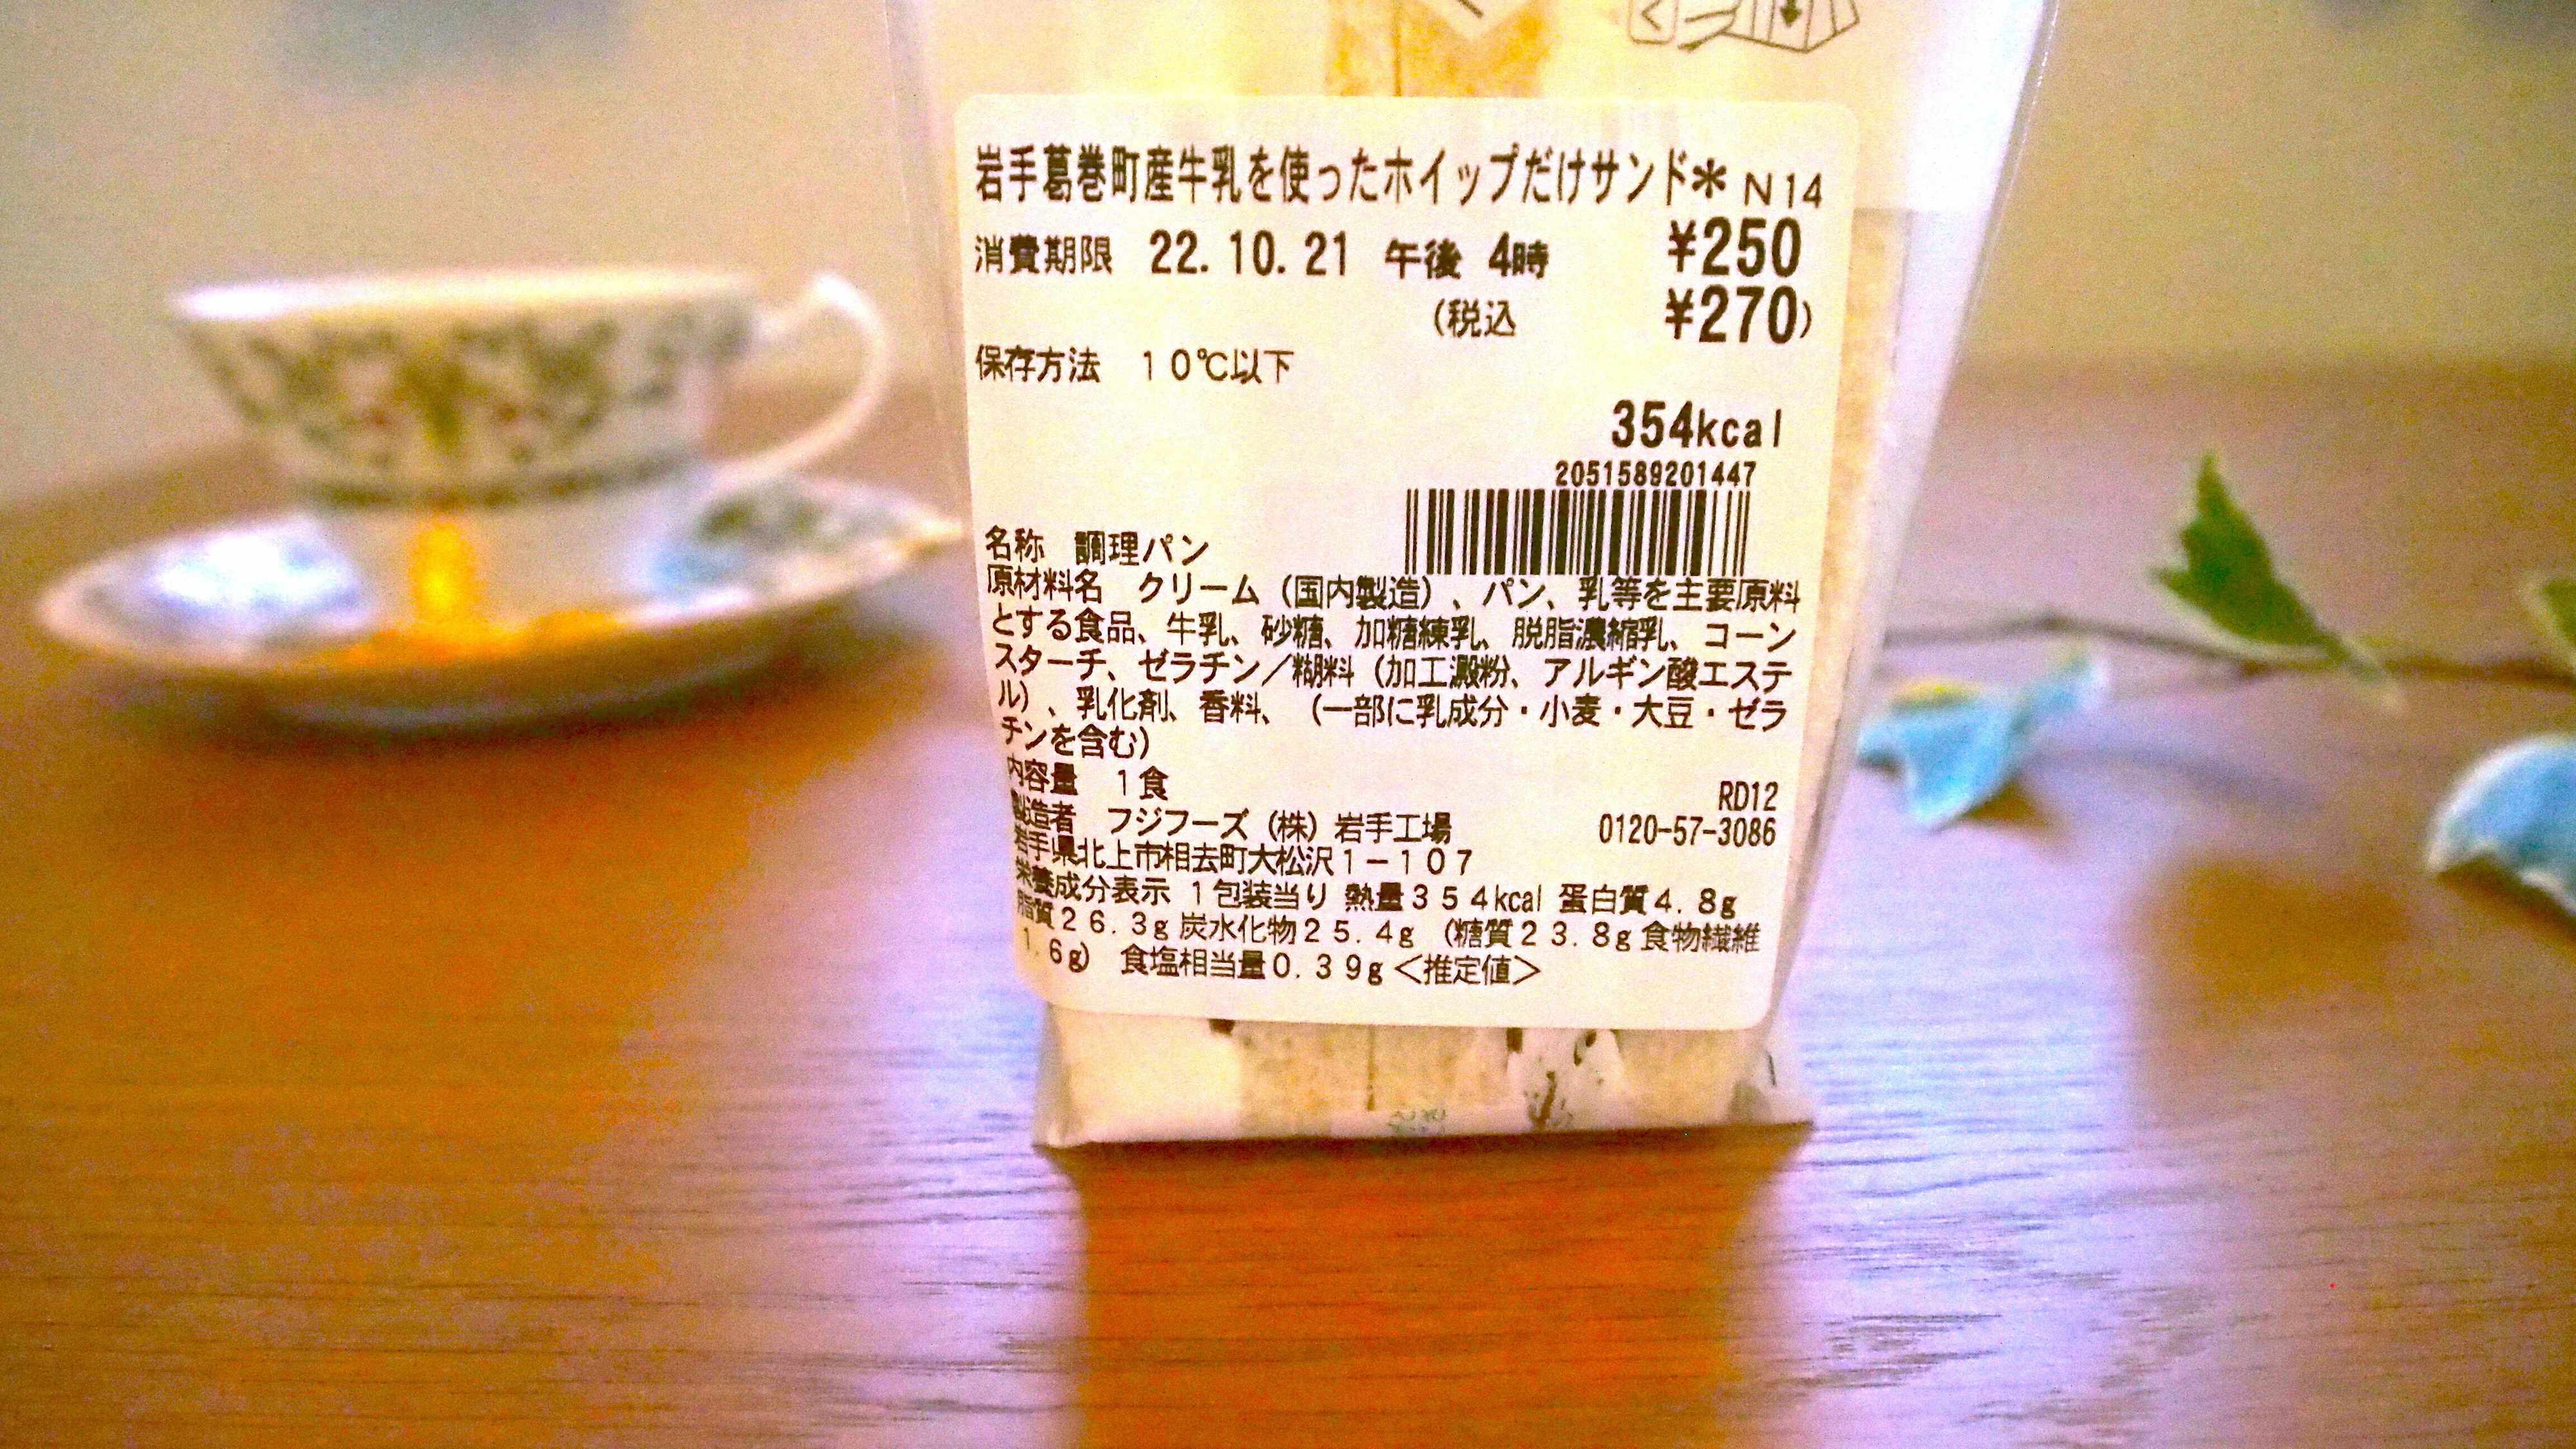 岩手葛巻町産牛乳を使ったホイップだけサンド＊ N14
消費期限 22.10.21 午後 4時 ¥250
(税込 ¥270)
保存方法 10℃以下
354kcal
2051589201447
名称 調理パン
原材料名 クリーム（国内製造）、パン、乳等を主要原料
とする食品、牛乳、砂糖、加糖練乳、脱脂濃縮乳、コーン
スターチ、ゼラチン／糊料（加工澱粉、アルギン酸エステ
ル）、乳化剤、香料、（一部に乳成分・小麦・大豆・ゼラ
チンを含む）
内容量 1食
RD12
製造者 フジフーズ（株）岩手工場 0120-57-3086
岩手県北上市相去町大松沢1－107
栄養成分表示 1包装当り 熱量354kcal 蛋白質4.8g
脂質26.3g 炭水化物25.4g （糖質23.8g 食物繊維
1.6g） 食塩相当量0.39g＜推定値＞